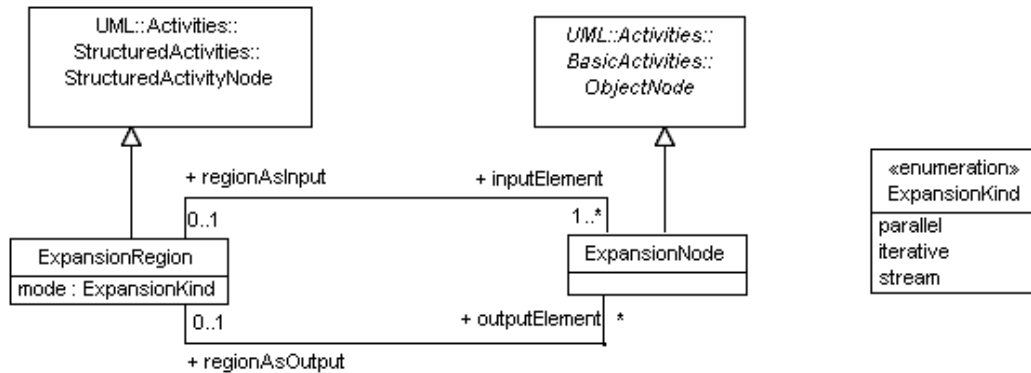 UML::Activities::
StructuredActivities::
StructuredActivityNode
UML::Activities::
BasicActivities::
ObjectNode
+ regionAsInput
+ inputElement
0..1
1..*
ExpansionRegion
mode : ExpansionKind
ExpansionNode
0..1
+ outputElement
*
+ regionAsOutput
«enumeration»
ExpansionKind
parallel
iterative
stream